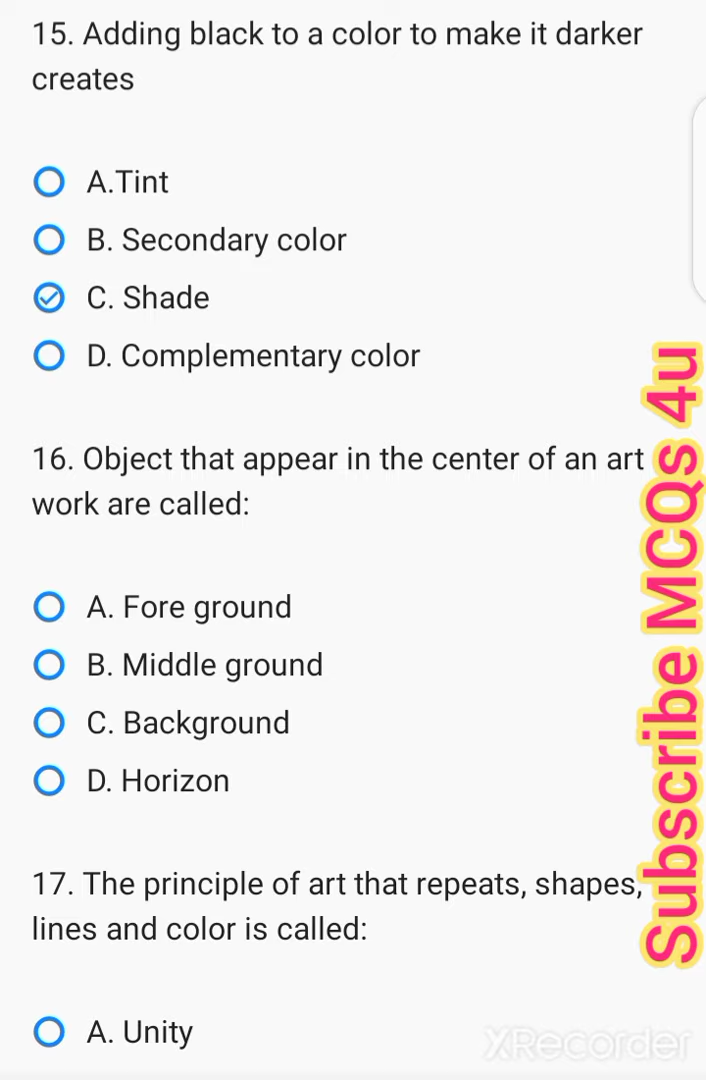 15. Adding black to a color to make it darker
creates
A.Tint
B. Secondary color
C. Shade
D. Complementary color
16. Object that appear in the center of an art
work are called:
A. Fore ground
B. Middle ground
C. Background
D. Horizon
17. The principle of art that repeats, shapes,
lines and color is called:
A. Unity
Subscribe MCQs 4u
XRecorder